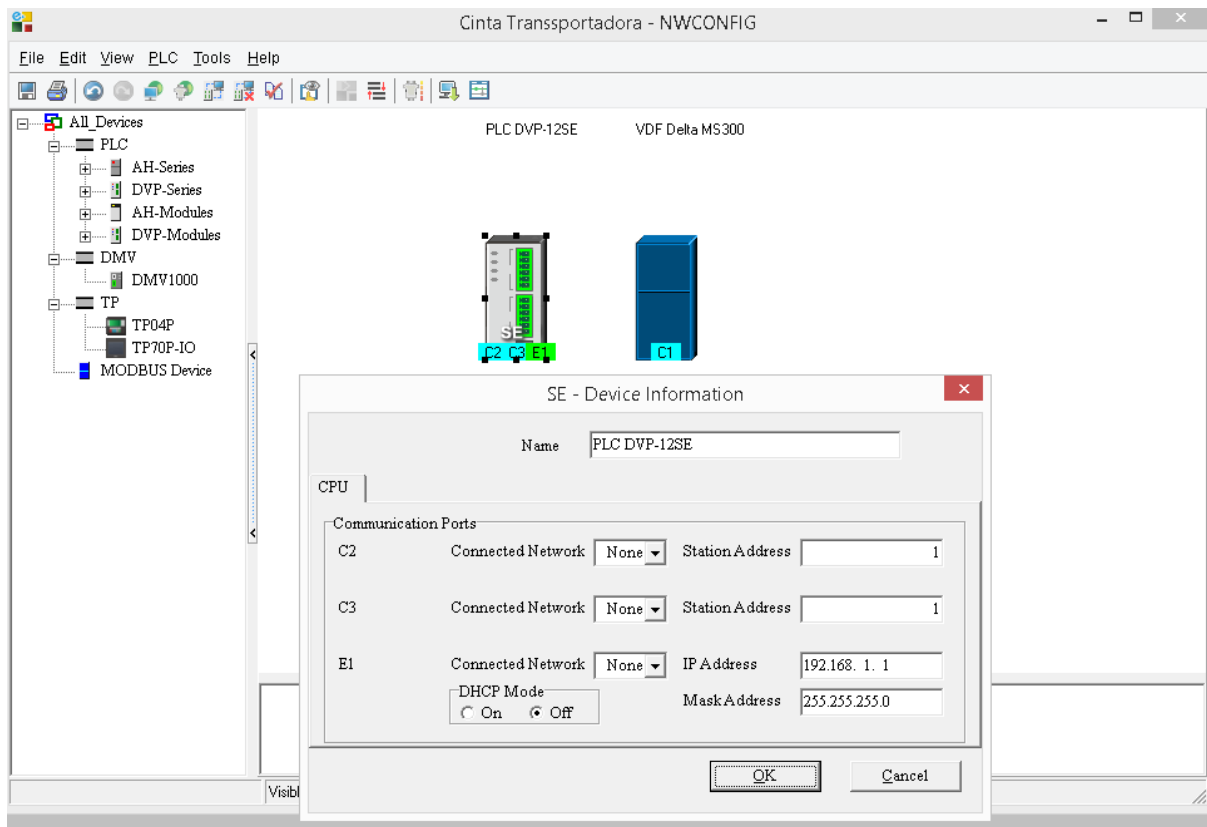 Cinta Transsportadora - NWCONFIG
File Edit View PLC Tools Help
All_Devices
PLC
AH-Series
DVP-Series
AH-Modules
DVP-Modules
DMV
DMV1000
TP
TP04P
TP70P-IO
MODBUS Device
PLC DVP-12SE VDF Delta MS300
SE
C2 C3 E1 C1
SE - Device Information
Name PLC DVP-12SE
CPU
Communication Ports
C2 Connected Network None Station Address 1
C3 Connected Network None Station Address 1
E1 Connected Network None IP Address 192.168. 1. 1
DHCP Mode
On Off Mask Address 255.255.255.0
OK Cancel
Visibl